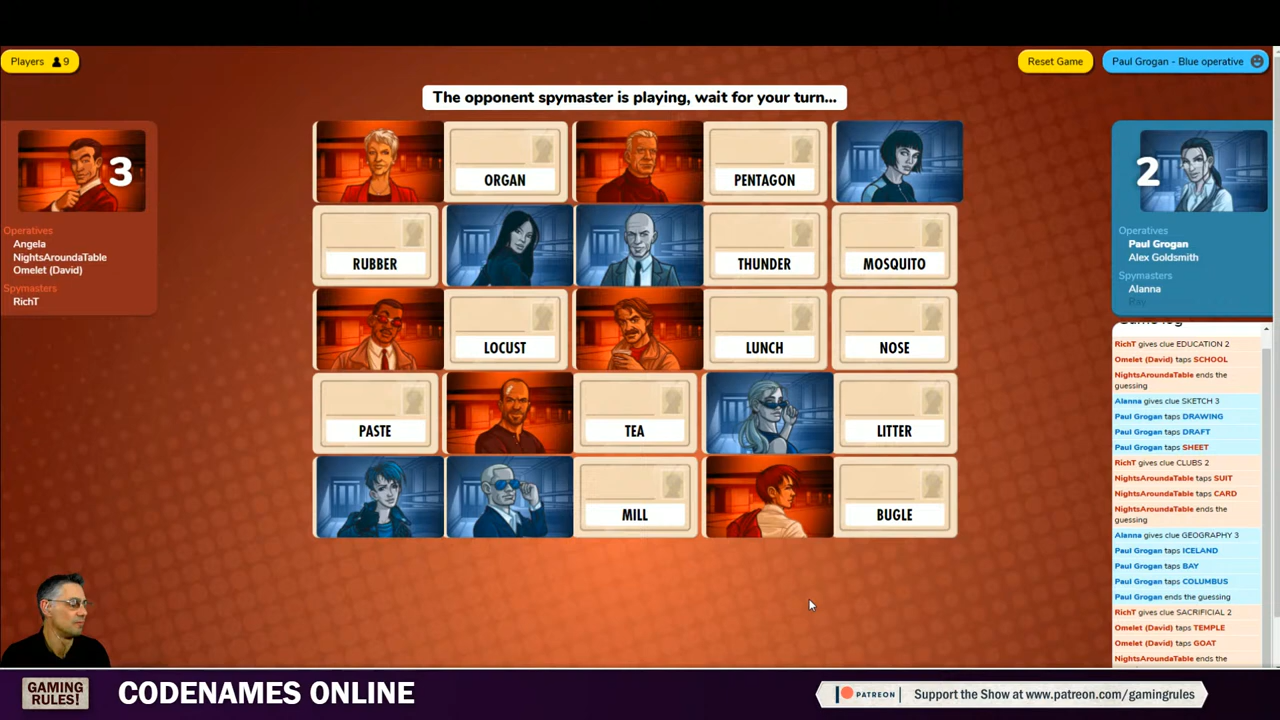 Players 9
Reset Game
Paul Grogan - Blue operative
The opponent spymaster is playing, wait for your turn...
3
Operatives
Angela
NightsAroundaTable
Omelet (David)
Spymasters
RichT
ORGAN
PENTAGON
RUBBER
THUNDER
MOSQUITO
LOCUST
LUNCH
NOSE
PASTE
TEA
LITTER
MILL
BUGLE
2
Operatives
Paul Grogan
Alex Goldsmith
Spymasters
Alanna
Ray
Game log
RichT gives clue EDUCATION 2
Omelet (David) taps SCHOOL
NightsAroundaTable ends the
guessing
Alanna gives clue SKETCH 3
Paul Grogan taps DRAWING
Paul Grogan taps DRAFT
Paul Grogan taps SHEET
RichT gives clue CLUBS 2
NightsAroundaTable taps SUIT
NightsAroundaTable taps CARD
NightsAroundaTable ends the
guessing
Alanna gives clue GEOGRAPHY 3
Paul Grogan taps ICELAND
Paul Grogan taps BAY
Paul Grogan taps COLUMBUS
Paul Grogan ends the guessing
RichT gives clue SACRIFICIAL 2
Omelet (David) taps TEMPLE
Omelet (David) taps GOAT
NightsAroundaTable ends the
GAMING
RULES!
CODENAMES ONLINE
PATREON
Support the Show at www.patreon.com/gamingrules